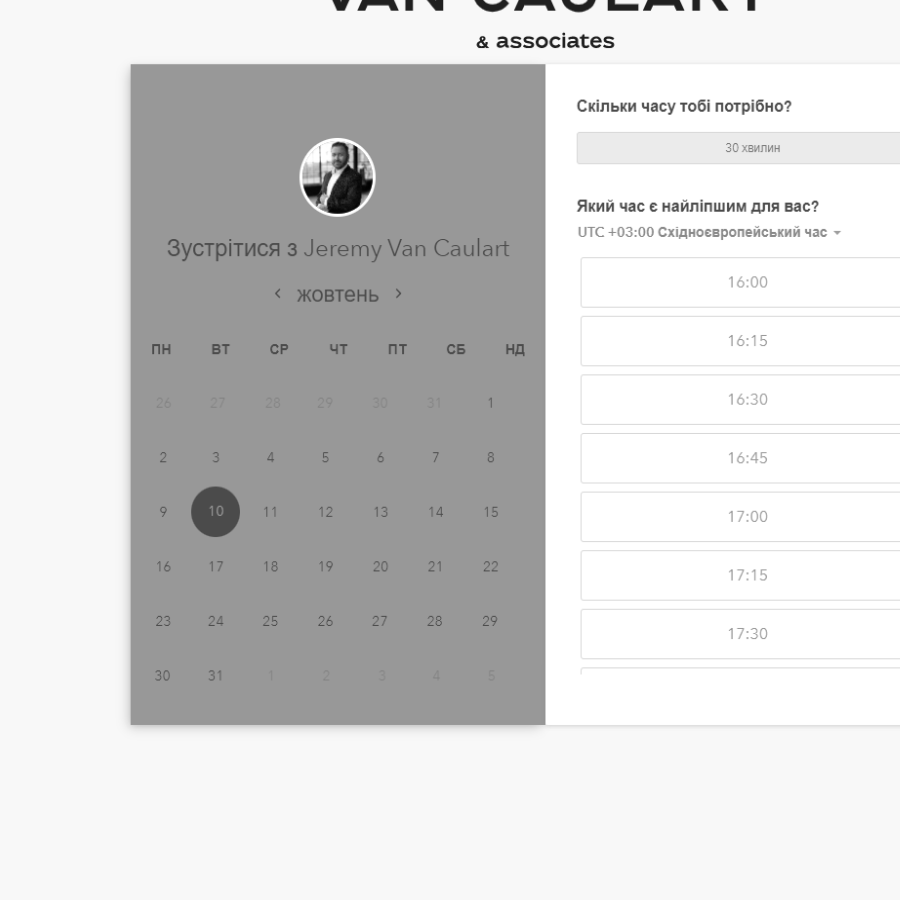 VAN CAULART
& associates
Зустрітися з Jeremy Van Caulart
‹ жовтень ›
ПН ВТ СР ЧТ ПТ СБ НД
26 27 28 29 30 31 1
2 3 4 5 6 7 8
9 10 11 12 13 14 15
16 17 18 19 20 21 22
23 24 25 26 27 28 29
30 31 1 2 3 4 5
Скільки часу тобі потрібно?
30 хвилин
Який час є найліпшим для вас?
UTC +03:00 Східноєвропейський час
16:00
16:15
16:30
16:45
17:00
17:15
17:30